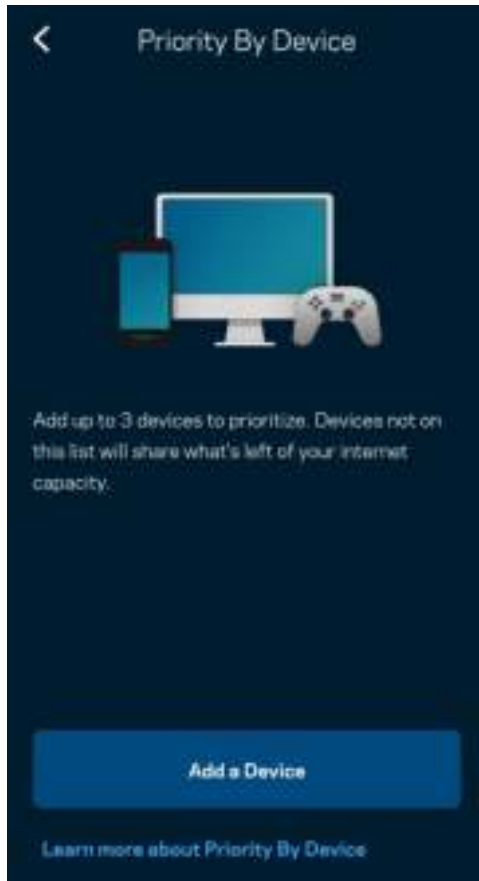 Priority By Device
Add up to 3 devices to prioritize. Devices not on
this list will share what's left of your internet
capacity.
Add a Device
Learn more about Priority By Device